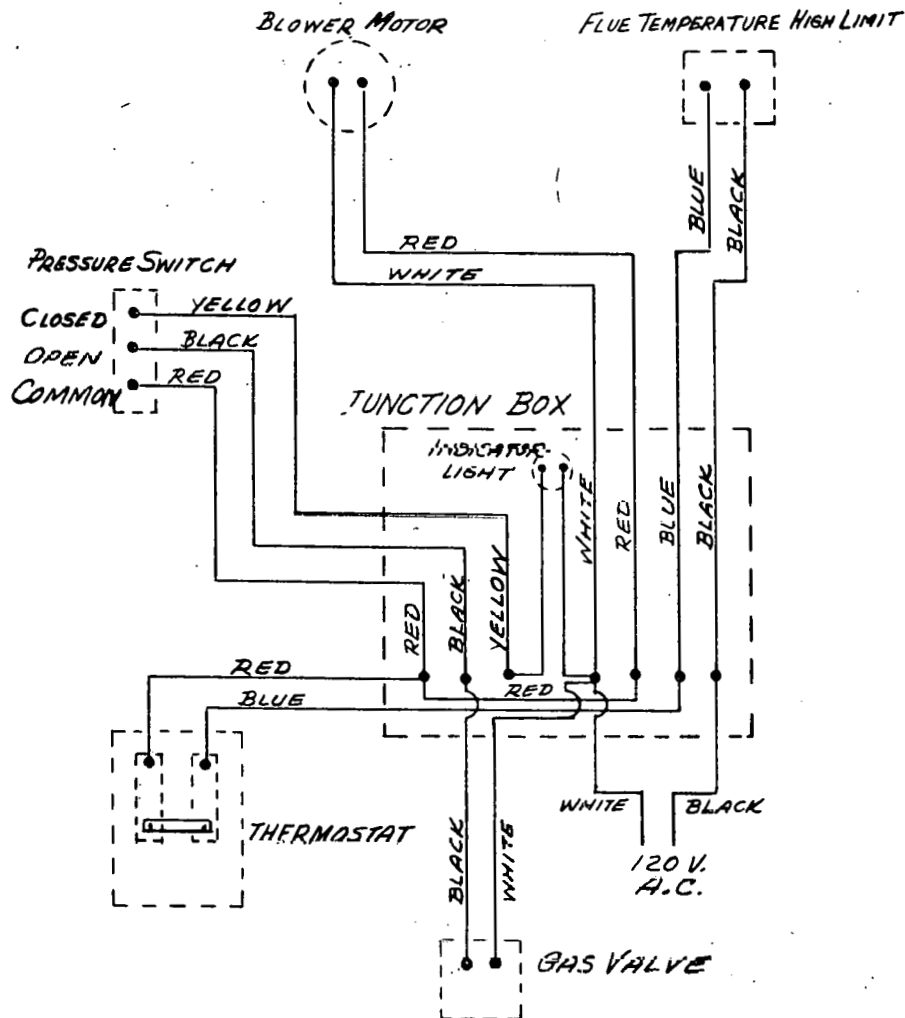 BLOWER MOTOR
FLUE TEMPERATURE HIGH LIMIT
BLUE
BLACK
RED
WHITE
PRESSURE SWITCH
CLOSED
YELLOW
OPEN
BLACK
COMMON
RED
JUNCTION BOX
INDICATOR
LIGHT
WHITE
RED
BLUE
BLACK
RED
BLACK
YELLOW
RED
RED
BLUE
THERMOSTAT
BLACK
WHITE
WHITE
BLACK
120 V.
A.C.
GAS VALVE